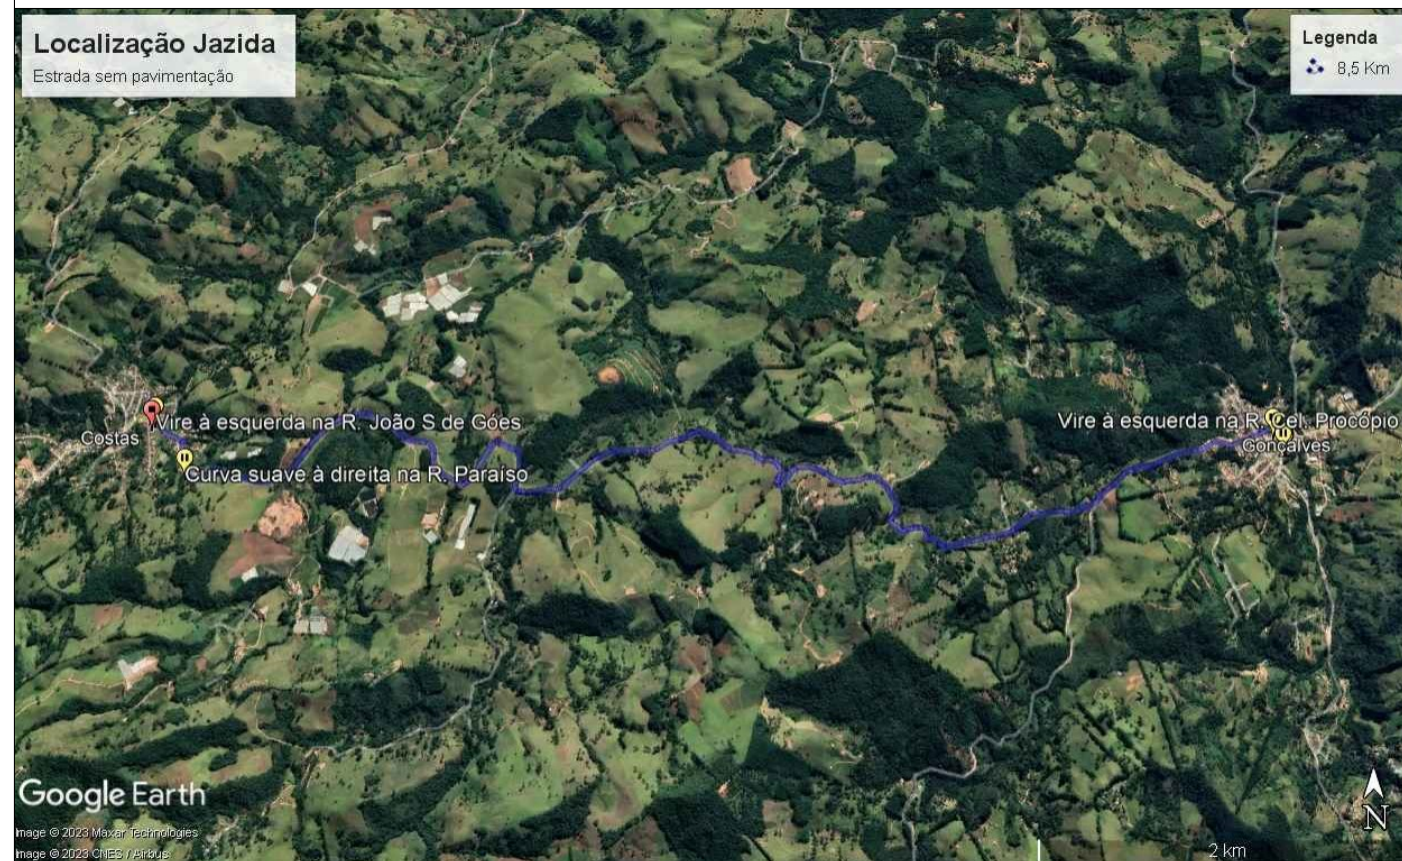 Localização Jazida
Estrada sem pavimentação
Legenda
8,5 Km
Vire à esquerda na R. João S de Góes
Costas
Curva suave à direita na R. Paraíso
Vire à esquerda na R. Cel. Procópio
Gonçalves
Google Earth
N
Image © 2023 Maxar Technologies
Image © 2023 CNES / Airbus
2 km